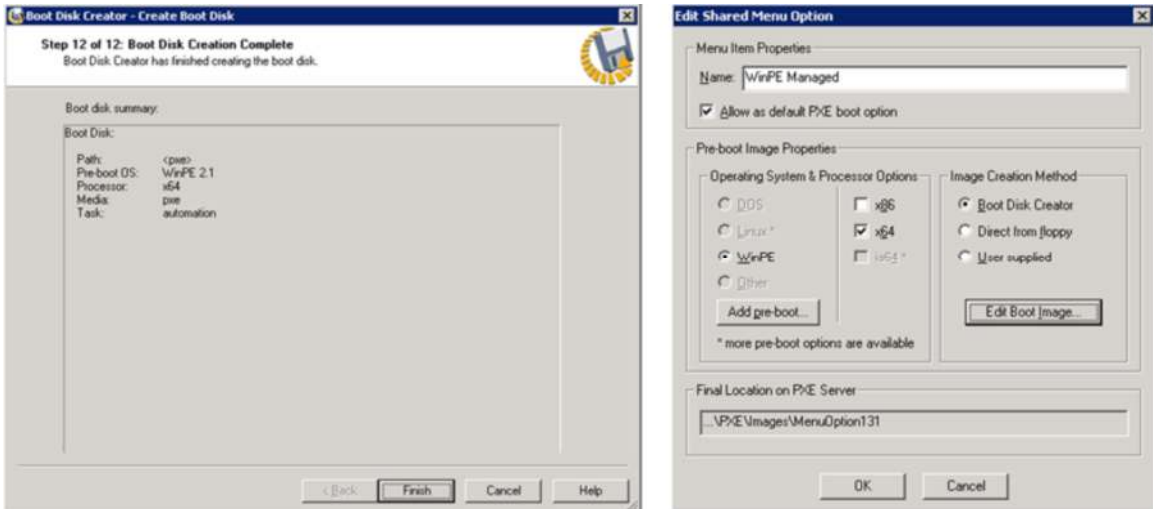 Boot Disk Creator - Create Boot Disk
Step 12 of 12: Boot Disk Creation Complete
Boot Disk Creator has finished creating the boot disk.
Boot disk summary:
Boot Disk:
Path: <pxe>
Pre-boot OS: WinPE 2.1
Processor: x64
Media: pxe
Task: automation
< Back
Finish
Cancel
Help
Edit Shared Menu Option
Menu Item Properties
Name: WinPE Managed
Allow as default PXE boot option
Pre-boot Image Properties
Operating System & Processor Options
DOS
Linux *
WinPE
Other
x86
x64
ia64 *
Add pre-boot...
* more pre-boot options are available
Image Creation Method
Boot Disk Creator
Direct from floppy
User supplied
Edit Boot Image...
Final Location on PXE Server
...\PXE\Images\MenuOption131
OK
Cancel